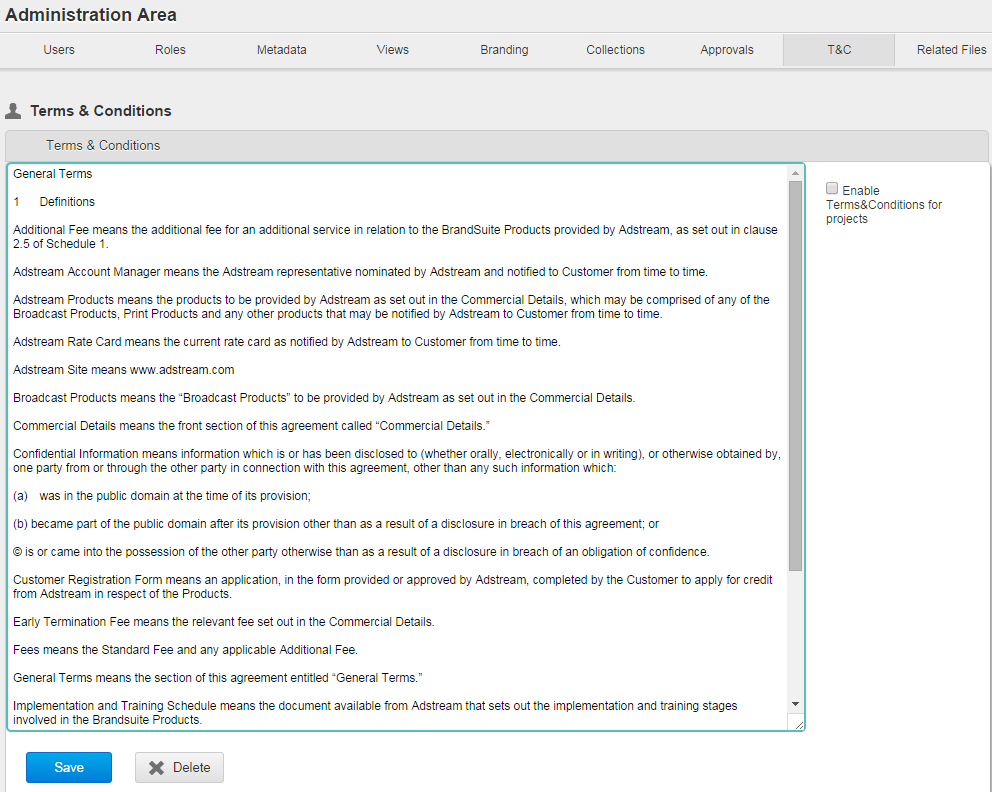 Administration Area
Users Roles Metadata Views Branding Collections Approvals T&C Related Files
Terms & Conditions
Terms & Conditions
General Terms
1 Definitions
Additional Fee means the additional fee for an additional service in relation to the BrandSuite Products provided by Adstream, as set out in clause
2.5 of Schedule 1.
Adstream Account Manager means the Adstream representative nominated by Adstream and notified to Customer from time to time.
Adstream Products means the products to be provided by Adstream as set out in the Commercial Details, which may be comprised of any of the
Broadcast Products, Print Products and any other products that may be notified by Adstream to Customer from time to time.
Adstream Rate Card means the current rate card as notified by Adstream to Customer from time to time.
Adstream Site means www.adstream.com
Broadcast Products means the “Broadcast Products” to be provided by Adstream as set out in the Commercial Details.
Commercial Details means the front section of this agreement called “Commercial Details.”
Confidential Information means information which is or has been disclosed to (whether orally, electronically or in writing), or otherwise obtained by,
one party from or through the other party in connection with this agreement, other than any such information which:
(a) was in the public domain at the time of its provision;
(b) became part of the public domain after its provision other than as a result of a disclosure in breach of this agreement; or
© is or came into the possession of the other party otherwise than as a result of a disclosure in breach of an obligation of confidence.
Customer Registration Form means an application, in the form provided or approved by Adstream, completed by the Customer to apply for credit
from Adstream in respect of the Products.
Early Termination Fee means the relevant fee set out in the Commercial Details.
Fees means the Standard Fee and any applicable Additional Fee.
General Terms means the section of this agreement entitled “General Terms.”
Implementation and Training Schedule means the document available from Adstream that sets out the implementation and training stages
involved in the Brandsuite Products.
Enable
Terms&Conditions for
projects
Save Delete